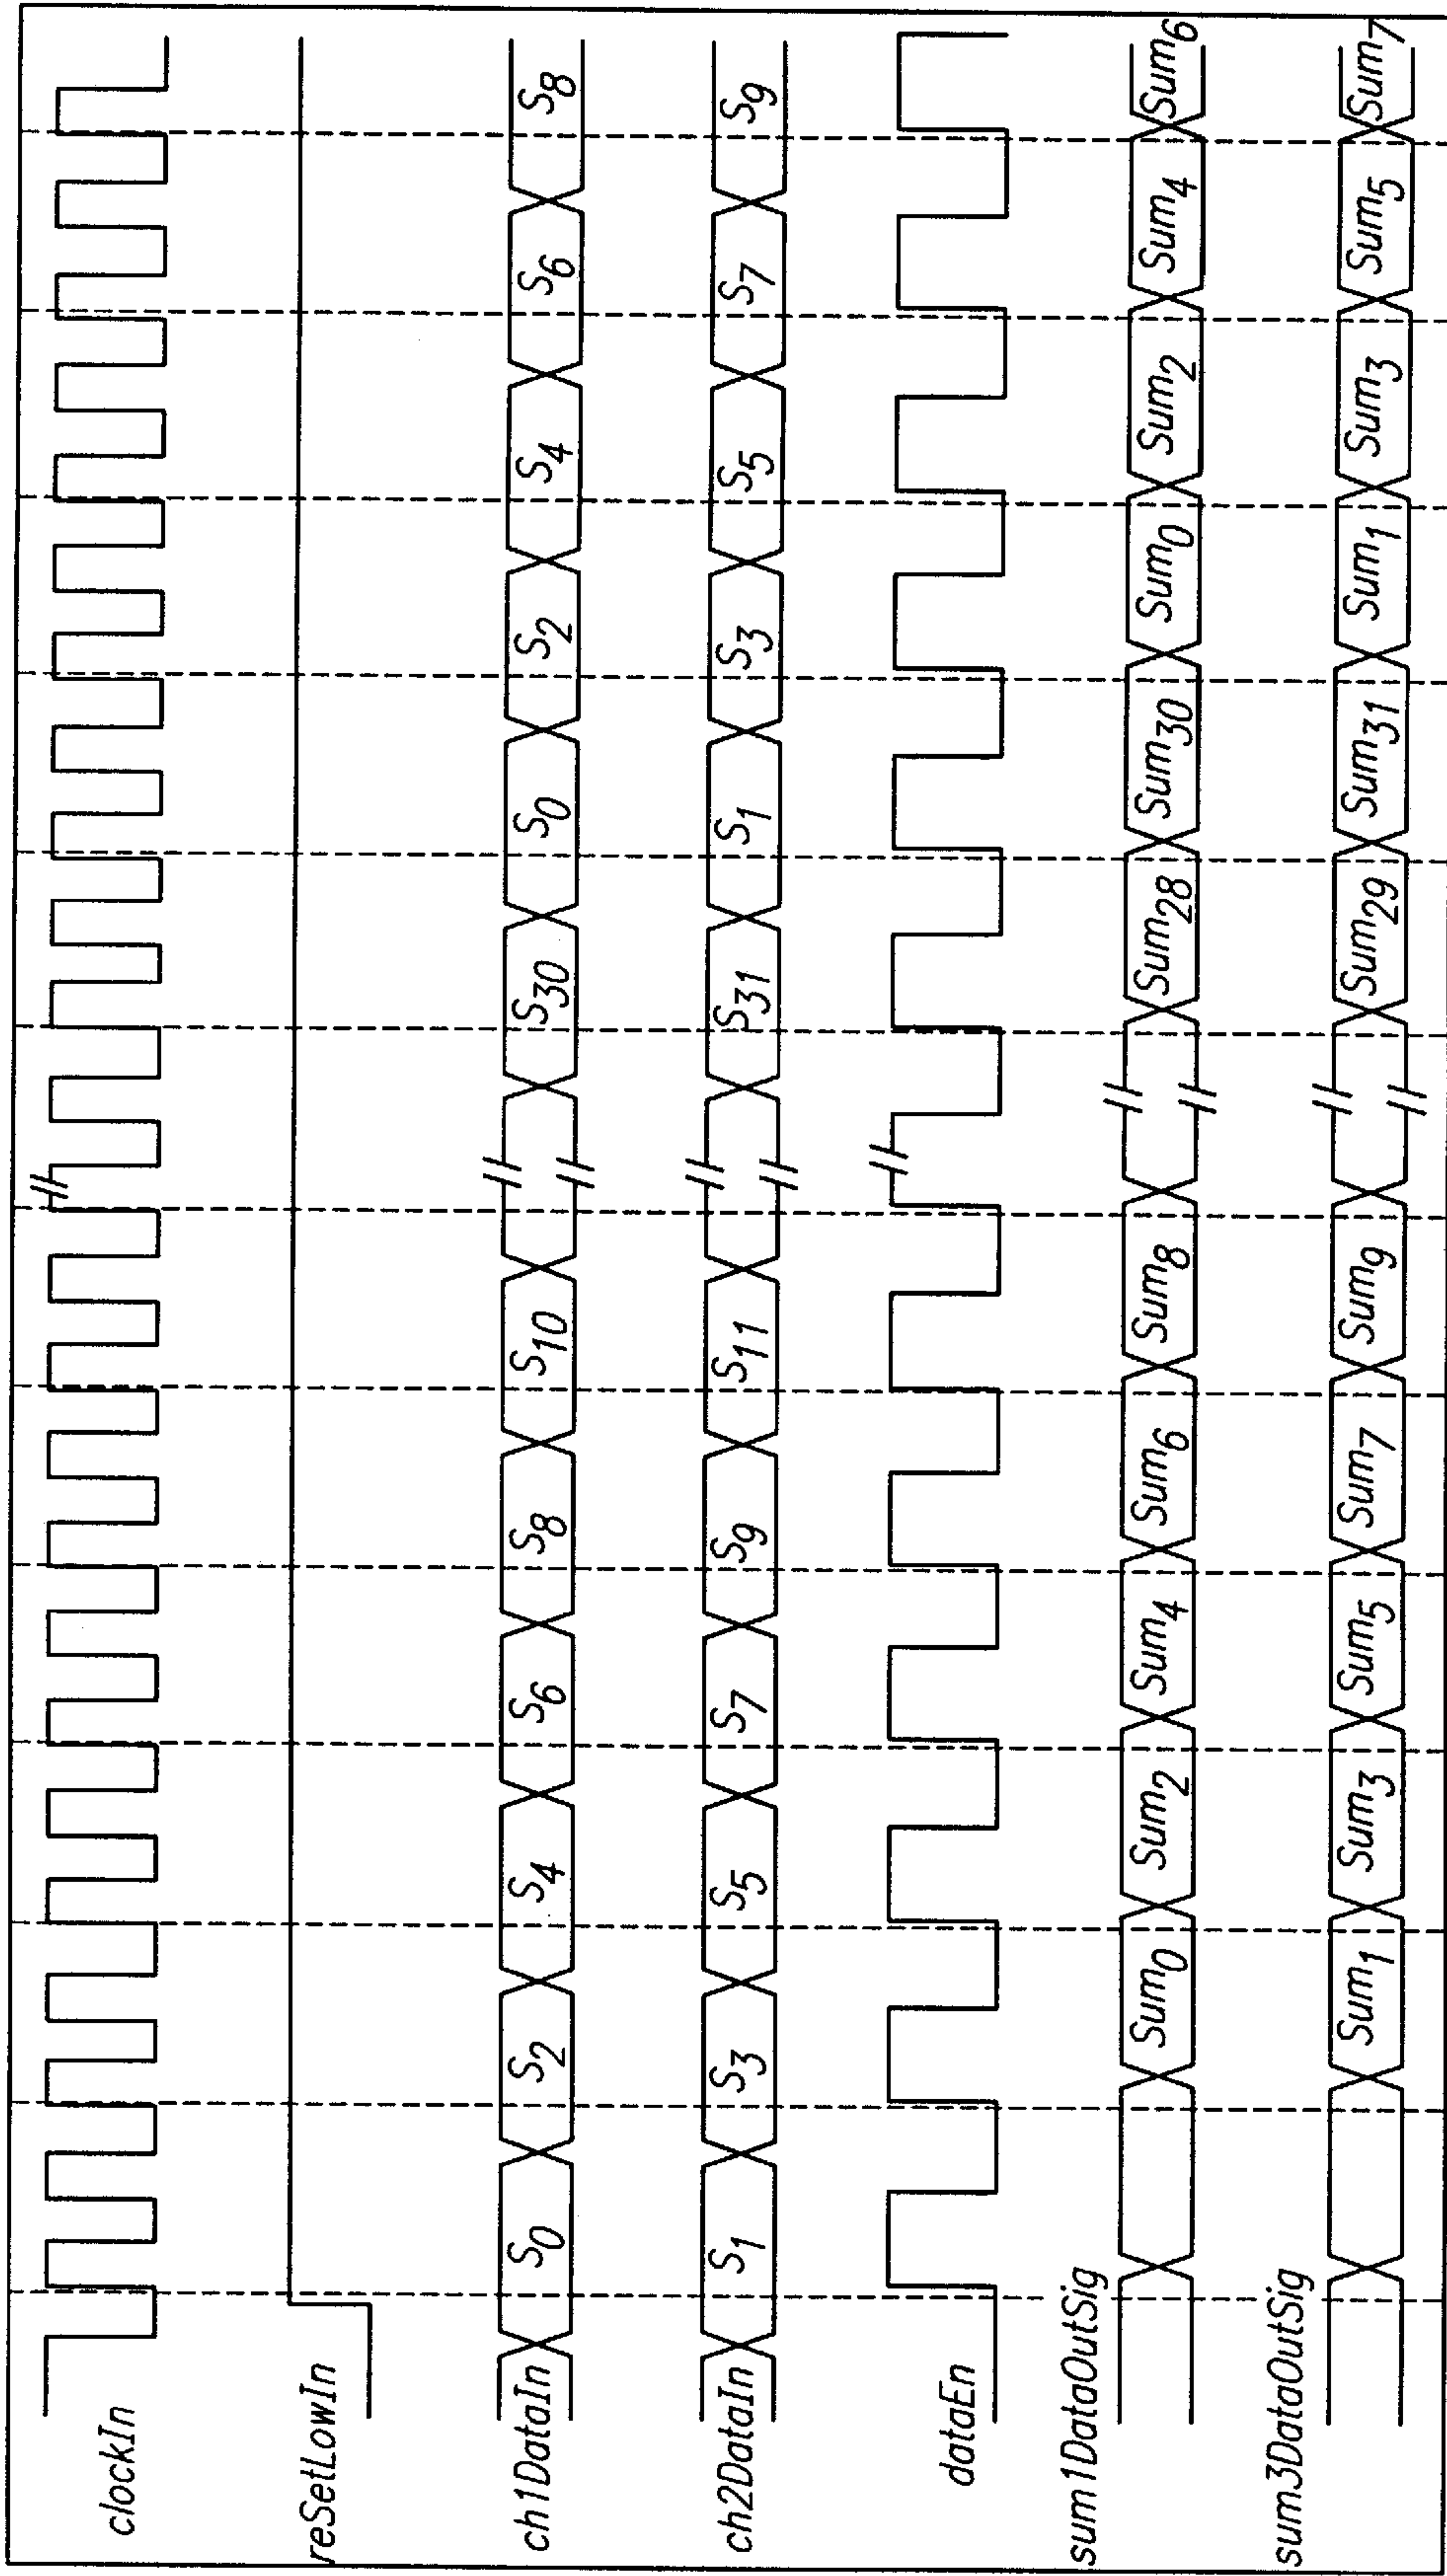 clockIn
reSetLowIn
ch1DataIn S0 S2 S4 S6 S8 S10 S30 S0 S2 S4 S6 S8
ch2DataIn S1 S3 S5 S7 S9 S11 S31 S1 S3 S5 S7 S9
dataEn
sum1DataOutSig Sum0 Sum2 Sum4 Sum6 Sum8 Sum28 Sum30 Sum0 Sum2 Sum4 Sum6
sum3DataOutSig Sum1 Sum3 Sum5 Sum7 Sum9 Sum29 Sum31 Sum1 Sum3 Sum5 Sum7